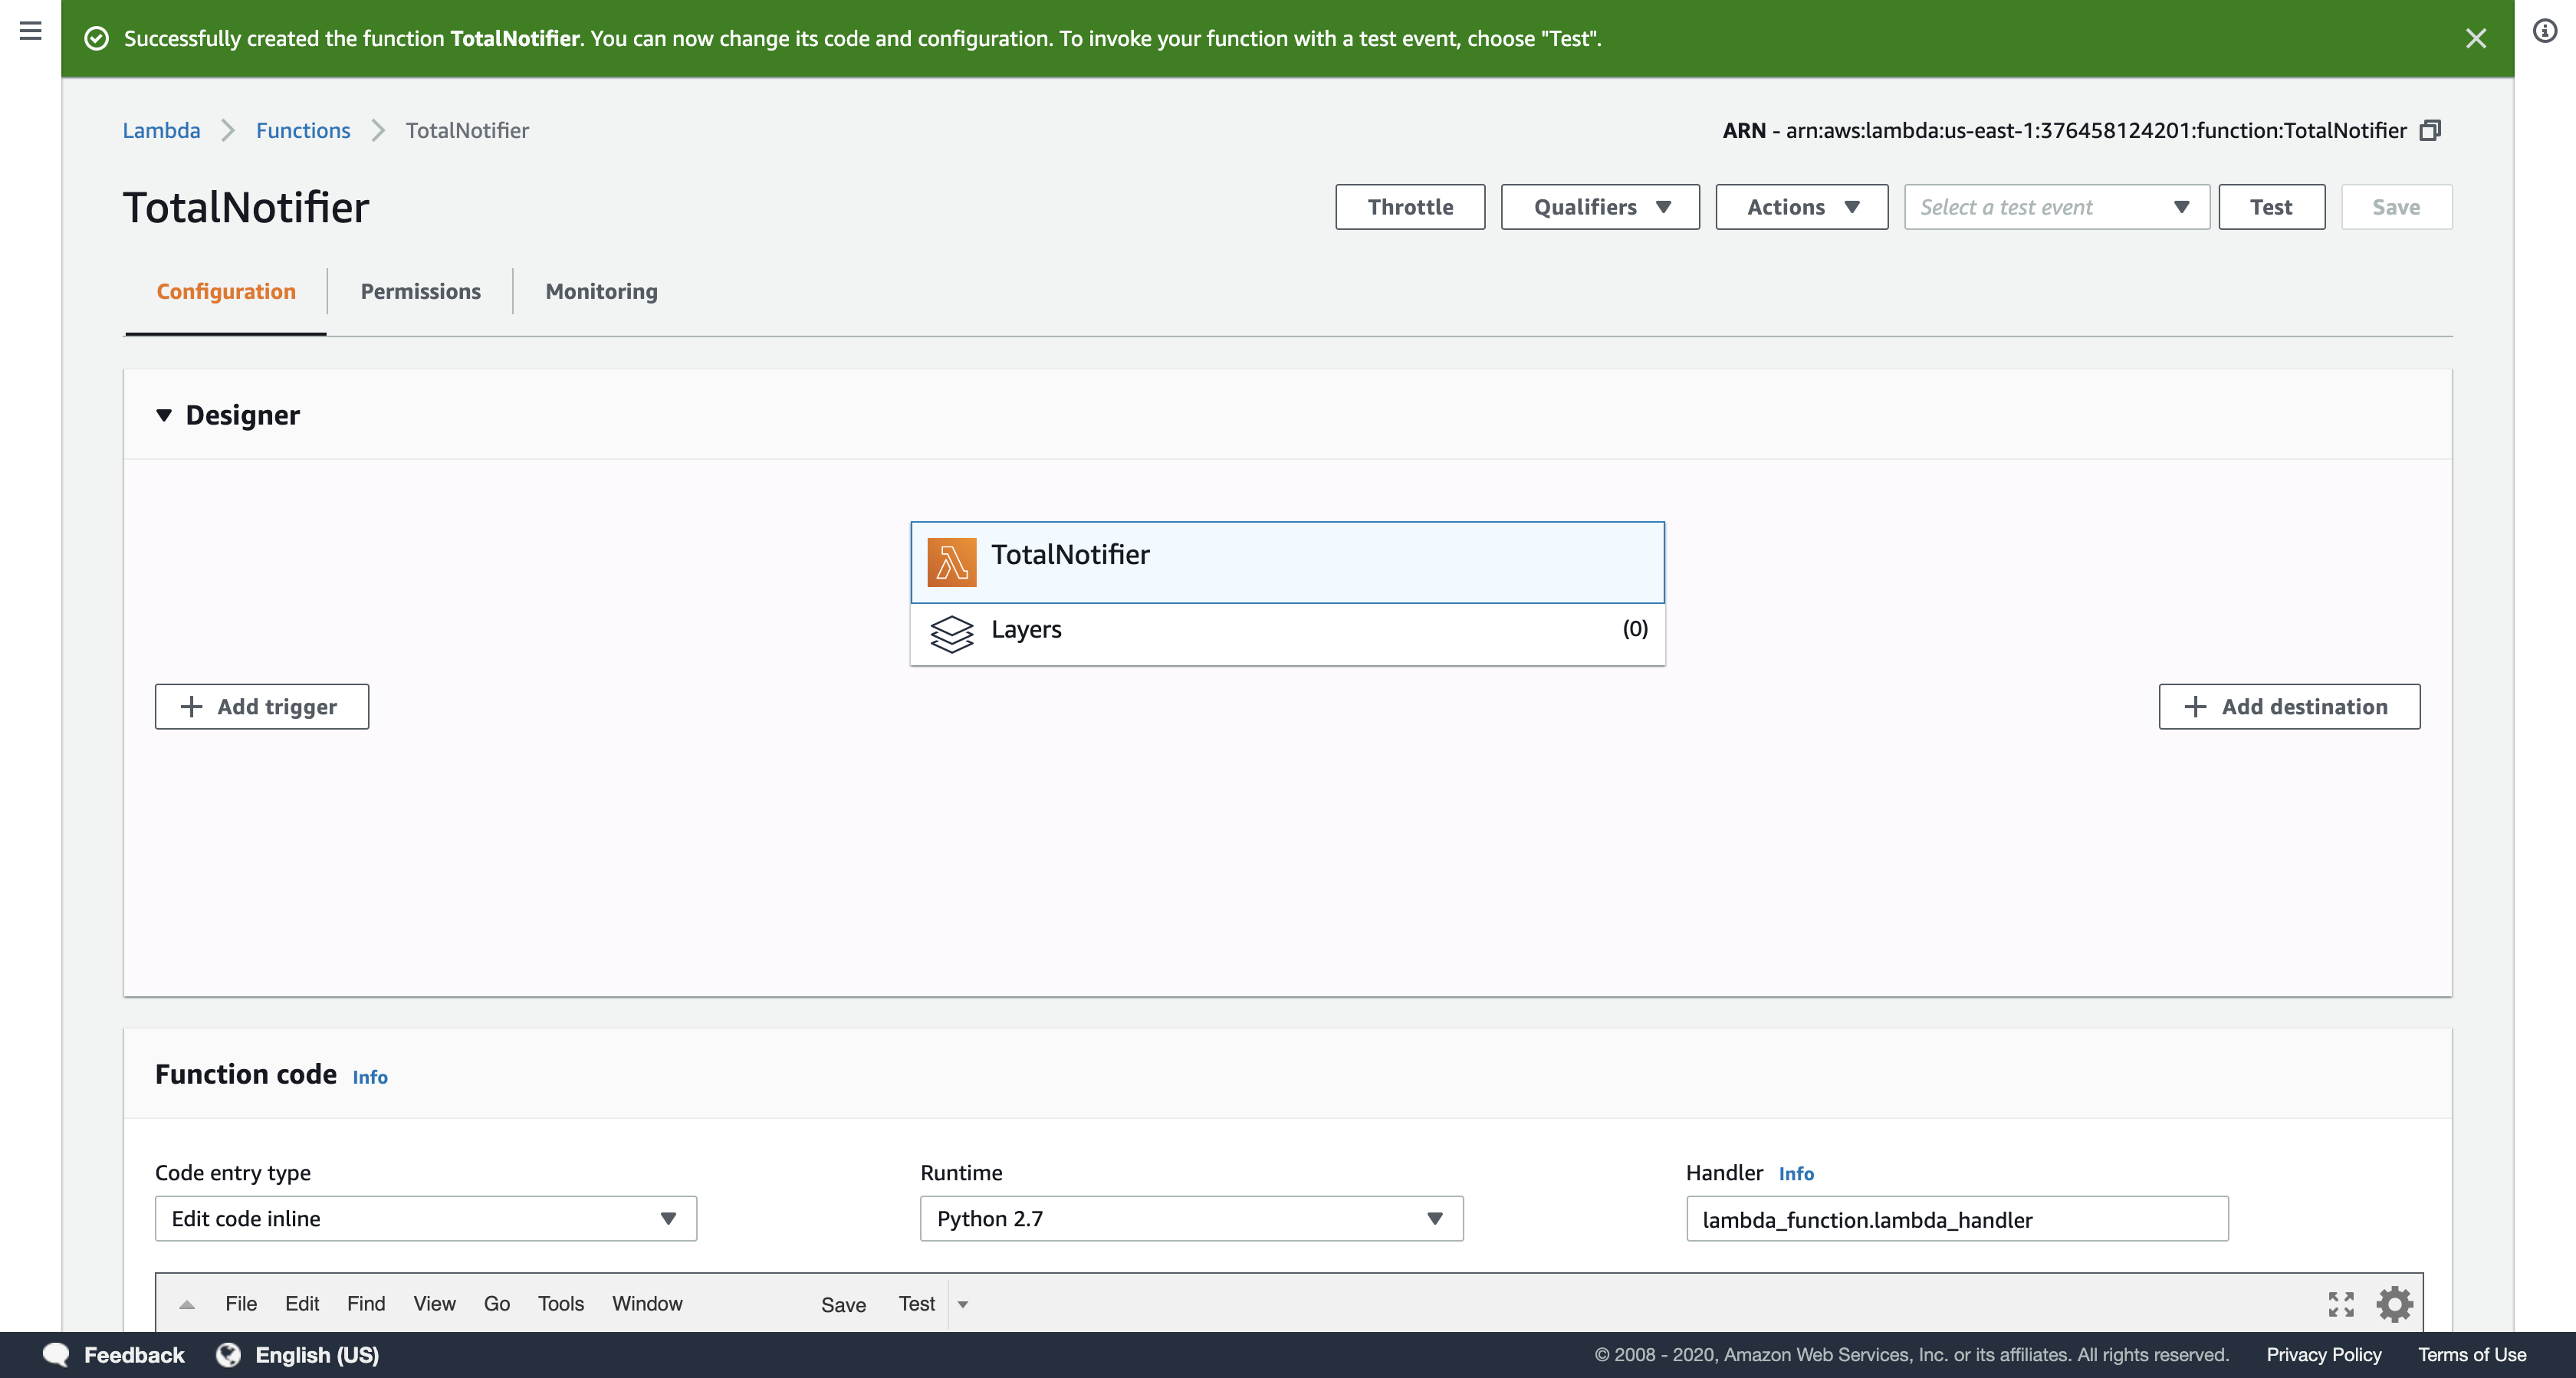 Successfully created the function TotalNotifier. You can now change its code and configuration. To invoke your function with a test event, choose "Test".
Lambda Functions TotalNotifier
ARN - arn:aws:lambda:us-east-1:376458124201:function:TotalNotifier
TotalNotifier
Throttle Qualifiers Actions Select a test event Test Save
Configuration Permissions Monitoring
Designer
TotalNotifier
Layers (0)
Add trigger Add destination
Function code Info
Code entry type Runtime Handler Info
Edit code inline Python 2.7 lambda_function.lambda_handler
File Edit Find View Go Tools Window Save Test
Feedback English (US) © 2008 - 2020, Amazon Web Services, Inc. or its affiliates. All rights reserved. Privacy Policy Terms of Use